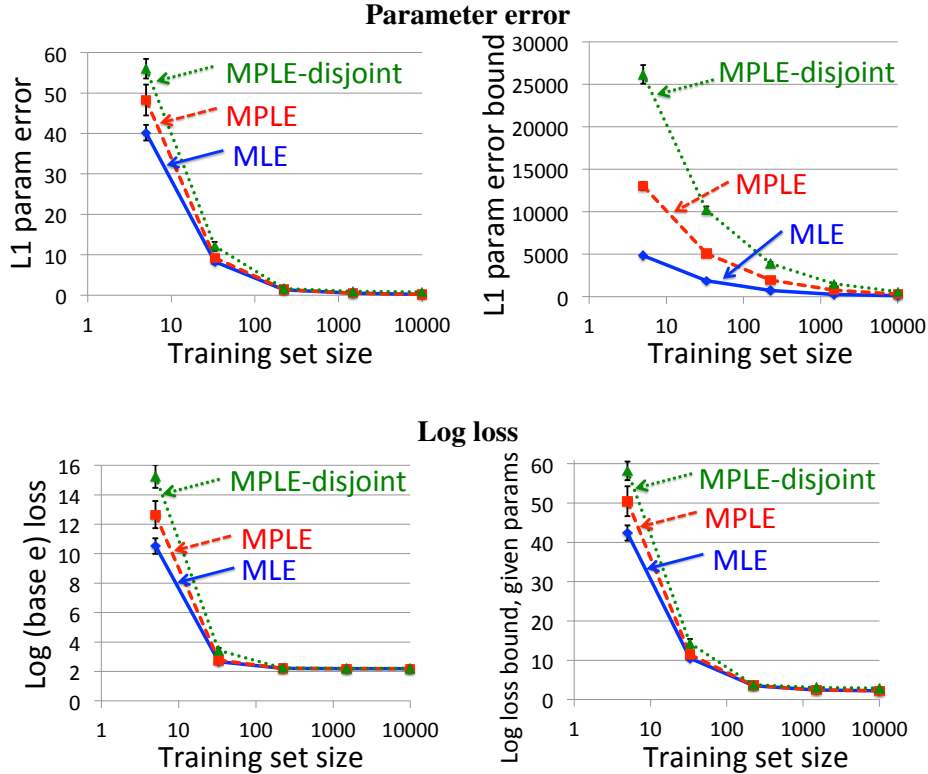 Parameter error
L1 param error
60
50
40
30
20
10
0
MPLE-disjoint
MPLE
MLE
1
10
100
1000
10000
Training set size
L1 param error bound
30000
25000
20000
15000
10000
5000
0
MPLE-disjoint
MPLE
MLE
1
10
100
1000
10000
Training set size
Log loss
Log (base e) loss
16
14
12
10
8
6
4
2
0
MPLE-disjoint
MPLE
MLE
1
10
100
1000
10000
Training set size
Log loss bound, given params
60
50
40
30
20
10
0
MPLE-disjoint
MPLE
MLE
1
10
100
1000
10000
Training set size